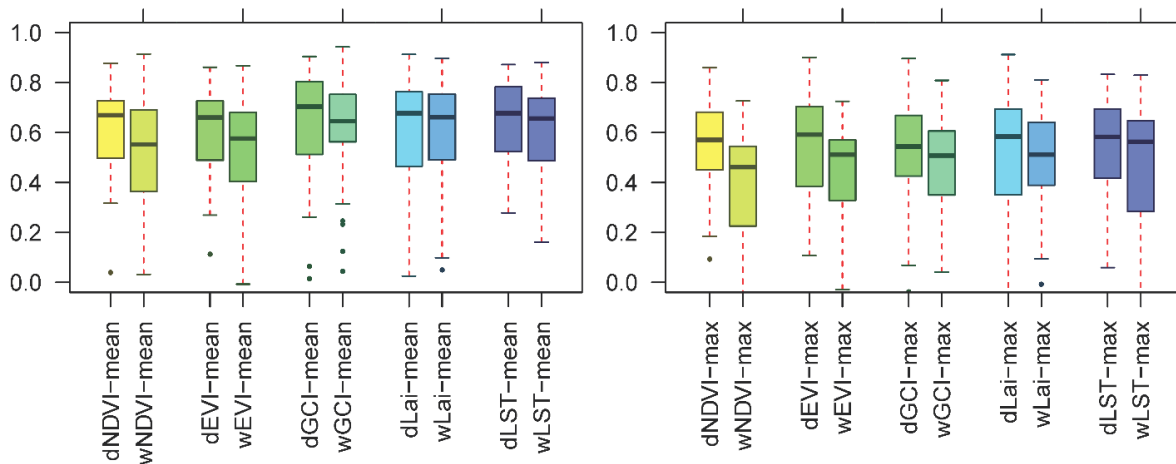 1.0
0.8
0.6
0.4
0.2
0.0
dNDVI−mean
wNDVI−mean
dEVI−mean
wEVI−mean
dGCI−mean
wGCI−mean
dLai−mean
wLai−mean
dLST−mean
wLST−mean
1.0
0.8
0.6
0.4
0.2
0.0
dNDVI−max
wNDVI−max
dEVI−max
wEVI−max
dGCI−max
wGCI−max
dLai−max
wLai−max
dLST−max
wLST−max